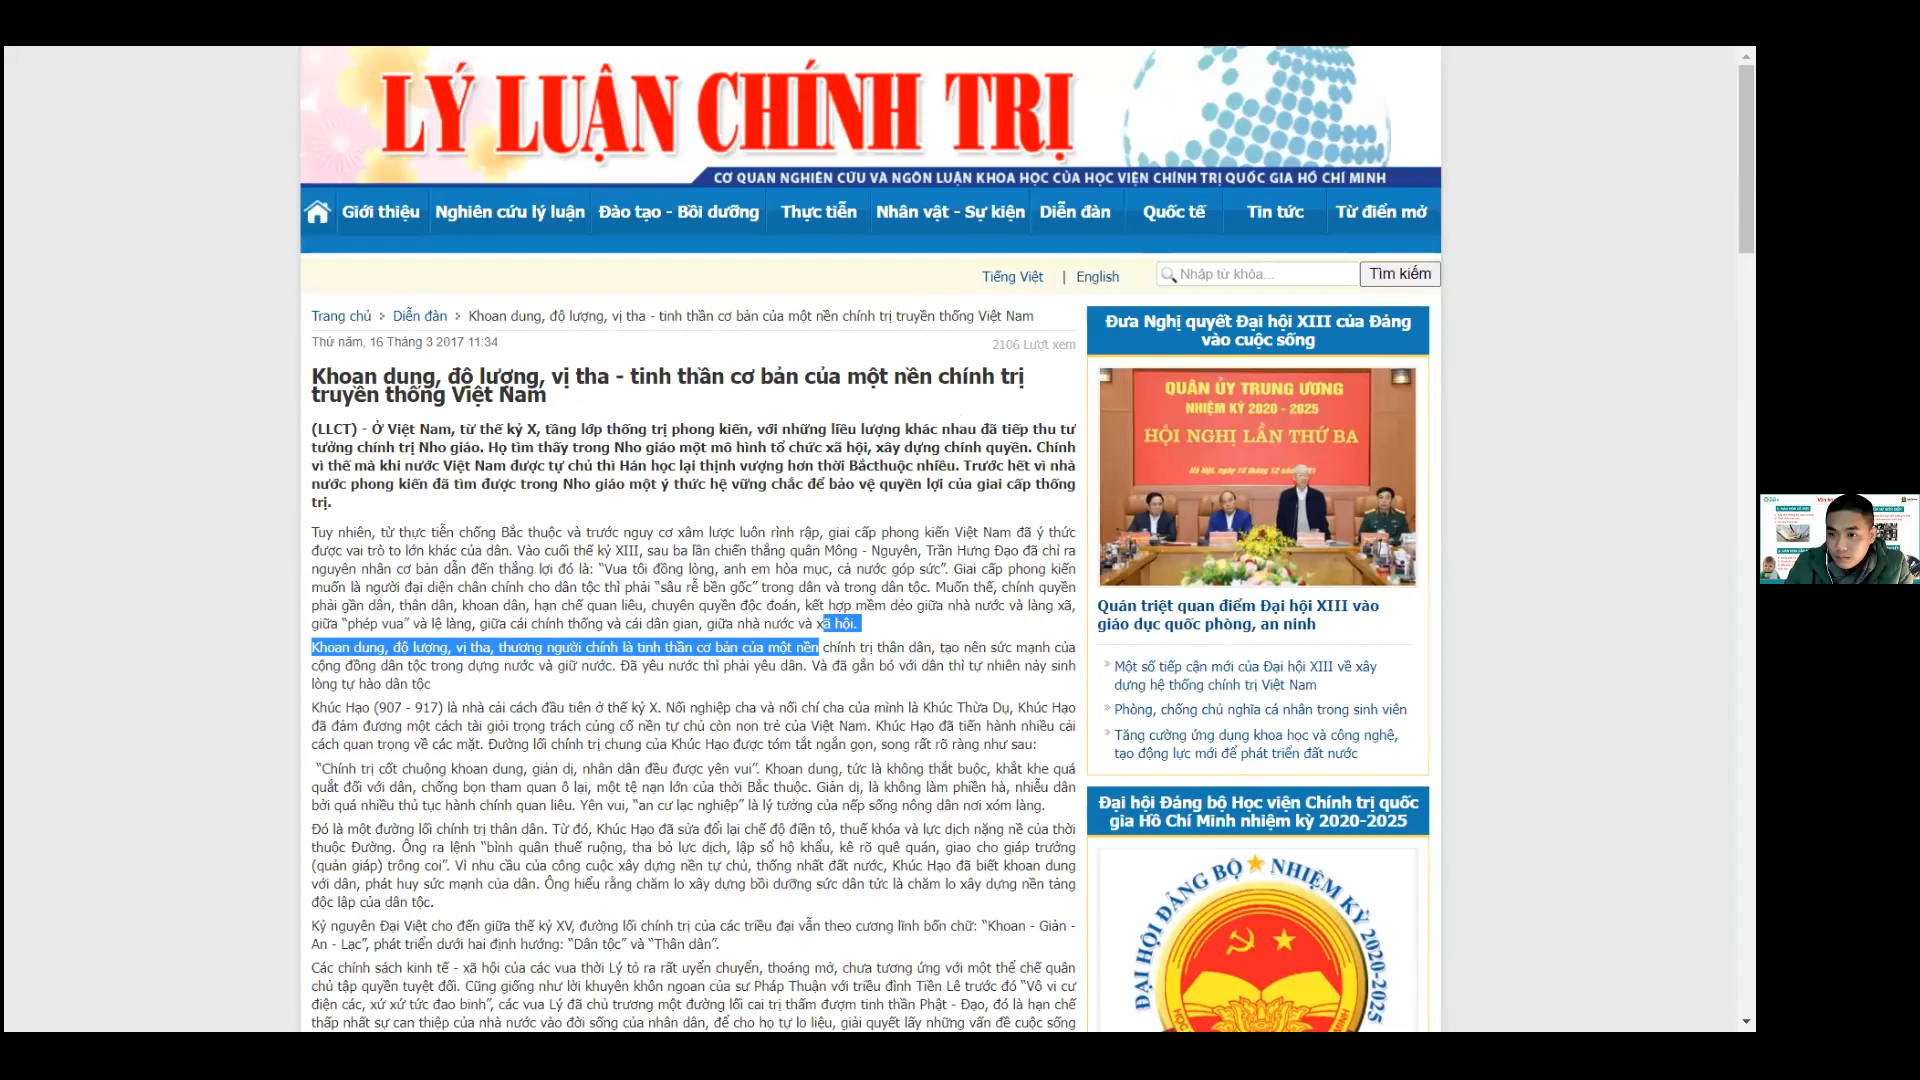 LÝ LUẬN CHÍNH TRỊ
CƠ QUAN NGHIÊN CỨU VÀ NGÔN LUẬN KHOA HỌC CỦA HỌC VIỆN CHÍNH TRỊ QUỐC GIA HỒ CHÍ MINH
Giới thiệu Nghiên cứu lý luận Đào tạo - Bồi dưỡng Thực tiễn Nhân vật - Sự kiện Diễn đàn Quốc tế Tin tức Từ điển mở
Tiếng Việt | English Nhập từ khóa... Tìm kiếm
Trang chủ Diễn đàn Khoan dung, độ lượng, vị tha - tinh thần cơ bản của một nền chính trị truyền thống Việt Nam
Thứ năm, 16 Tháng 3 2017 11:34
2106 Lượt xem
Khoan dung, độ lượng, vị tha - tinh thần cơ bản của một nền chính trị
truyền thống Việt Nam
(LLCT) - Ở Việt Nam, từ thế kỷ X, tầng lớp thống trị phong kiến, với những liều lượng khác nhau đã tiếp thu tư
tưởng chính trị Nho giáo. Họ tìm thấy trong Nho giáo một mô hình tổ chức xã hội, xây dựng chính quyền. Chính
vì thế mà khi nước Việt Nam được tự chủ thì Hán học lại thịnh vượng hơn thời Bắcthuộc nhiều. Trước hết vì nhà
nước phong kiến đã tìm được trong Nho giáo một ý thức hệ vững chắc để bảo vệ quyền lợi của giai cấp thống
trị.
Tuy nhiên, từ thực tiễn chống Bắc thuộc và trước nguy cơ xâm lược luôn rình rập, giai cấp phong kiến Việt Nam đã ý thức
được vai trò to lớn khác của dân. Vào cuối thế kỷ XIII, sau ba lần chiến thắng quân Mông - Nguyên, Trần Hưng Đạo đã chỉ ra
nguyên nhân cơ bản dẫn đến thắng lợi đó là: “Vua tôi đồng lòng, anh em hòa mục, cả nước góp sức”. Giai cấp phong kiến
muốn là người đại diện chân chính cho dân tộc thì phải “sâu rễ bền gốc” trong dân và trong dân tộc. Muốn thế, chính quyền
phải gần dân, thân dân, khoan dân, hạn chế quan liêu, chuyên quyền độc đoán, kết hợp mềm dẻo giữa nhà nước và làng xã,
giữa “phép vua” và lệ làng, giữa cái chính thống và cái dân gian, giữa nhà nước và xã hội.
Khoan dung, độ lượng, vị tha, thương người chính là tinh thần cơ bản của một nền chính trị thân dân, tạo nên sức mạnh của
cộng đồng dân tộc trong dựng nước và giữ nước. Đã yêu nước thì phải yêu dân. Và đã gắn bó với dân thì tự nhiên nảy sinh
lòng tự hào dân tộc
Khúc Hạo (907 - 917) là nhà cải cách đầu tiên ở thế kỷ X. Nối nghiệp cha và nối chí cha của mình là Khúc Thừa Dụ, Khúc Hạo
đã đảm đương một cách tài giỏi trọng trách củng cố nền tự chủ còn non trẻ của Việt Nam. Khúc Hạo đã tiến hành nhiều cải
cách quan trọng về các mặt. Đường lối chính trị chung của Khúc Hạo được tóm tắt ngắn gọn, song rất rõ ràng như sau:
“Chính trị cốt chuộng khoan dung, giản dị, nhân dân đều được yên vui”. Khoan dung, tức là không thắt buộc, khắt khe quá
quắt đối với dân, chống bọn tham quan ô lại, một tệ nạn lớn của thời Bắc thuộc. Giản dị, là không làm phiền hà, nhiễu dân
bởi quá nhiều thủ tục hành chính quan liêu. Yên vui, “an cư lạc nghiệp” là lý tưởng của nếp sống nông dân nơi xóm làng.
Đó là một đường lối chính trị thân dân. Từ đó, Khúc Hạo đã sửa đổi lại chế độ điền tô, thuế khóa và lực dịch nặng nề của thời
thuộc Đường. Ông ra lệnh “bình quân thuế ruộng, tha bỏ lực dịch, lập sổ hộ khẩu, kê rõ quê quán, giao cho giáp trưởng
(quản giáp) trông coi”. Vì nhu cầu của công cuộc xây dựng nền tự chủ, thống nhất đất nước, Khúc Hạo đã biết khoan dung
với dân, phát huy sức mạnh của dân. Ông hiểu rằng chăm lo xây dựng bồi dưỡng sức dân tức là chăm lo xây dựng nền tảng
độc lập của dân tộc.
Kỷ nguyên Đại Việt cho đến giữa thế kỷ XV, đường lối chính trị của các triều đại vẫn theo cương lĩnh bốn chữ: “Khoan - Giản -
An - Lạc”, phát triển dưới hai định hướng: “Dân tộc” và “Thân dân”.
Các chính sách kinh tế - xã hội của các vua thời Lý tỏ ra rất uyển chuyển, thoáng mở, chưa tương ứng với một thể chế quân
chủ tập quyền tuyệt đối. Cũng giống như lời khuyên khôn ngoan của sư Pháp Thuận với triều đình Tiền Lê trước đó “Vô vi cư
điện các, xứ xứ tức đao binh”, các vua Lý đã chủ trương một đường lối cai trị thấm đượm tinh thần Phật - Đạo, đó là hạn chế
thấp nhất sự can thiệp của nhà nước vào đời sống của nhân dân, để cho họ tự lo liệu, giải quyết lấy những vấn đề cuộc sống
Đưa Nghị quyết Đại hội XIII của Đảng
vào cuộc sống
QUÂN ỦY TRUNG ƯƠNG
NHIỆM KỲ 2020 - 2025
HỘI NGHỊ LẦN THỨ BA
Quán triệt quan điểm Đại hội XIII vào
giáo dục quốc phòng, an ninh
Một số tiếp cận mới của Đại hội XIII về xây
dựng hệ thống chính trị Việt Nam
Phòng, chống chủ nghĩa cá nhân trong sinh viên
Tăng cường ứng dụng khoa học và công nghệ,
tạo động lực mới để phát triển đất nước
Đại hội Đảng bộ Học viện Chính trị quốc
gia Hồ Chí Minh nhiệm kỳ 2020-2025
ĐẠI HỘI ĐẢNG BỘ NHIỆM KỲ 2020-2025